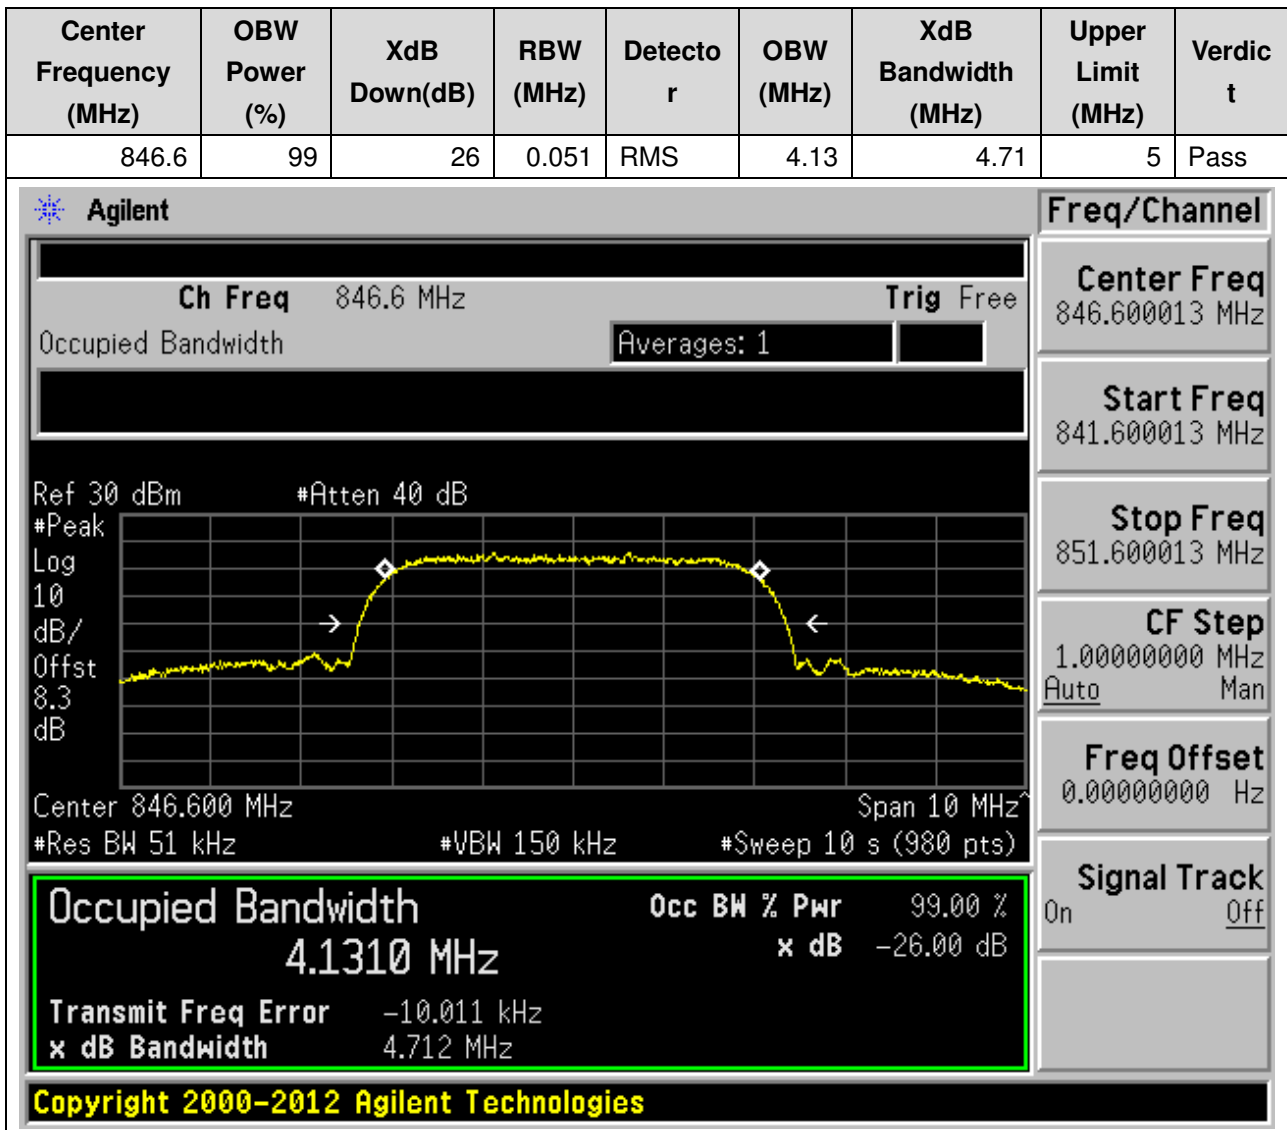 Center Frequency (MHz) OBW Power (%) XdB Down(dB) RBW (MHz) Detecto r OBW (MHz) XdB Bandwidth (MHz) Upper Limit (MHz) Verdic t
846.6 99 26 0.051 RMS 4.13 4.71 5 Pass
Agilent
Freq/Channel
Ch Freq 846.6 MHz Trig Free
Occupied Bandwidth Averages: 1
Center Freq
846.600013 MHz
Start Freq
841.600013 MHz
Stop Freq
851.600013 MHz
CF Step
1.00000000 MHz
Auto Man
Freq Offset
0.00000000 Hz
Signal Track
On Off
Ref 30 dBm #Atten 40 dB
#Peak
Log
10
dB/
Offst
8.3
dB
Center 846.600 MHz Span 10 MHz^
#Res BW 51 kHz #VBW 150 kHz #Sweep 10 s (980 pts)
Occupied Bandwidth Occ BW % Pwr 99.00 %
4.1310 MHz x dB -26.00 dB
Transmit Freq Error -10.011 kHz
x dB Bandwidth 4.712 MHz
Copyright 2000-2012 Agilent Technologies